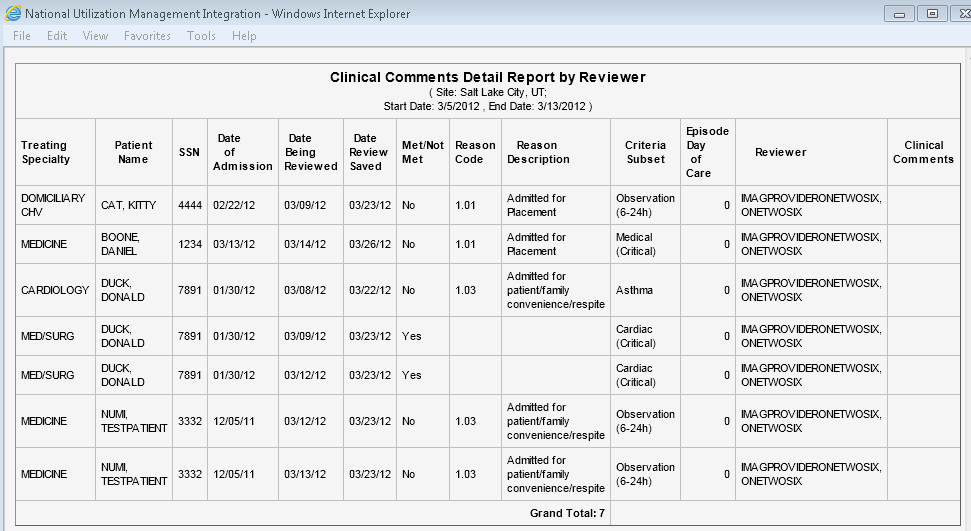 National Utilization Management Integration - Windows Internet Explorer
File Edit View Favorites Tools Help
Clinical Comments Detail Report by Reviewer
( Site: Salt Lake City, UT;
Start Date: 3/5/2012 , End Date: 3/13/2012 )
Treating Specialty Patient Name SSN Date of Admission Date Being Reviewed Date Review Saved Met/Not Met Reason Code Reason Description Criteria Subset Episode Day of Care Reviewer Clinical Comments
DOMICILIARY CHV CAT, KITTY 4444 02/22/12 03/09/12 03/23/12 No 1.01 Admitted for Placement Observation (6-24h) 0 IMAGPROVIDERONETWOSIX, ONETWOSIX
MEDICINE BOONE, DANIEL 1234 03/13/12 03/14/12 03/26/12 No 1.01 Admitted for Placement Medical (Critical) 0 IMAGPROVIDERONETWOSIX, ONETWOSIX
CARDIOLOGY DUCK, DONALD 7891 01/30/12 03/08/12 03/22/12 No 1.03 Admitted for patient/family convenience/respite Asthma 0 IMAGPROVIDERONETWOSIX, ONETWOSIX
MED/SURG DUCK, DONALD 7891 01/30/12 03/09/12 03/23/12 Yes Cardiac (Critical) 0 IMAGPROVIDERONETWOSIX, ONETWOSIX
MED/SURG DUCK, DONALD 7891 01/30/12 03/12/12 03/23/12 Yes Cardiac (Critical) 0 IMAGPROVIDERONETWOSIX, ONETWOSIX
MEDICINE NUMI, TESTPATIENT 3332 12/05/11 03/12/12 03/23/12 No 1.03 Admitted for patient/family convenience/respite Observation (6-24h) 0 IMAGPROVIDERONETWOSIX, ONETWOSIX
MEDICINE NUMI, TESTPATIENT 3332 12/05/11 03/13/12 03/23/12 No 1.03 Admitted for patient/family convenience/respite Observation (6-24h) 0 IMAGPROVIDERONETWOSIX, ONETWOSIX
Grand Total: 7